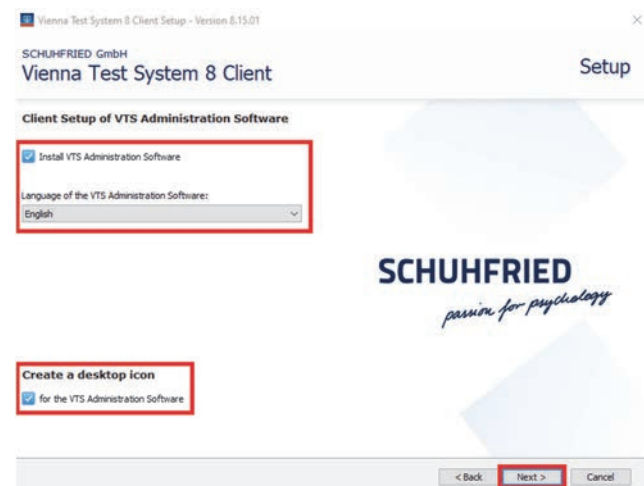 Vienna Test System 8 Client Setup - Version 8.15.01
SCHUHFRIED GmbH
Vienna Test System 8 Client
Setup
Client Setup of VTS Administration Software
Install VTS Administration Software
Language of the VTS Administration Software:
English
SCHUHFRIED
passion for psychology
Create a desktop icon
for the VTS Administration Software
< Back
Next >
Cancel